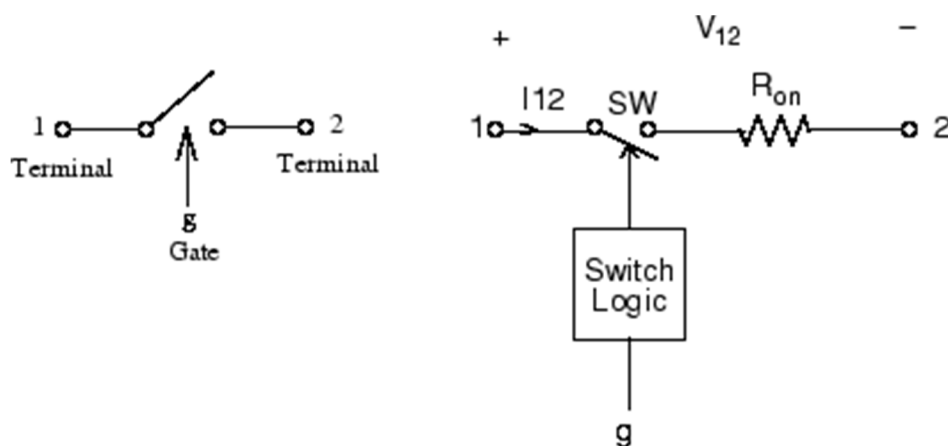 1
2
Terminal
Terminal
g
Gate
+
V12
−
I12
SW
Ron
1
2
Switch
Logic
g